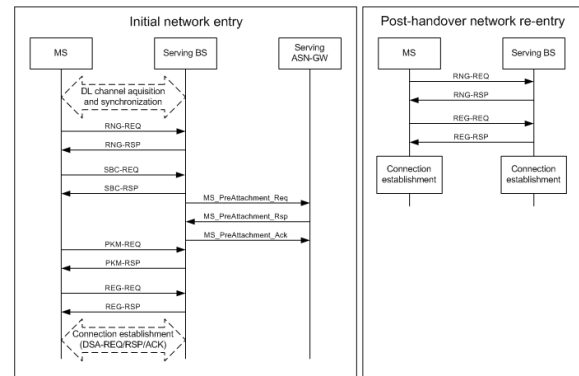 Initial network entry
MS
Serving BS
Serving
ASN-GW
DL channel aquisition
and synchronization
RNG-REQ
RNG-RSP
SBC-REQ
SBC-RSP
MS_PreAttachment_Req
MS_PreAttachment_Rsp
MS_PreAttachment_Ack
PKM-REQ
PKM-RSP
REG-REQ
REG-RSP
Connection establishment
(DSA-REQ/RSP/ACK)
Post-handover network re-entry
MS
Serving BS
RNG-REQ
RNG-RSP
REG-REQ
REG-RSP
Connection
establishment
Connection
establishment